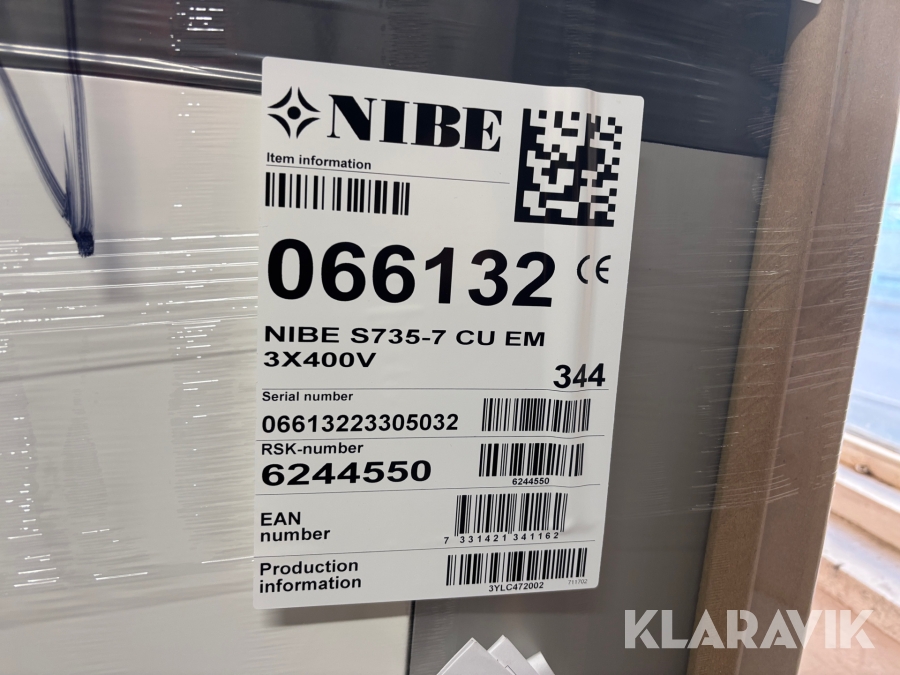 NIBE
Item information
066132 CE
NIBE S735-7 CU EM
3X400V
344
Serial number
06613223305032
RSK-number
6244550
6244550
EAN
number
7 331421 341162
Production
information
3YLC472002
711702
KLARAVIK